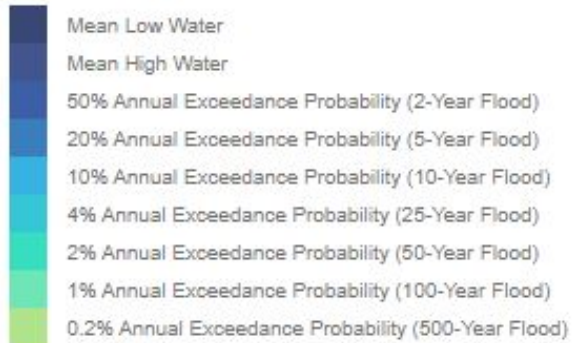 Mean Low Water
Mean High Water
50% Annual Exceedance Probability (2-Year Flood)
20% Annual Exceedance Probability (5-Year Flood)
10% Annual Exceedance Probability (10-Year Flood)
4% Annual Exceedance Probability (25-Year Flood)
2% Annual Exceedance Probability (50-Year Flood)
1% Annual Exceedance Probability (100-Year Flood)
0.2% Annual Exceedance Probability (500-Year Flood)